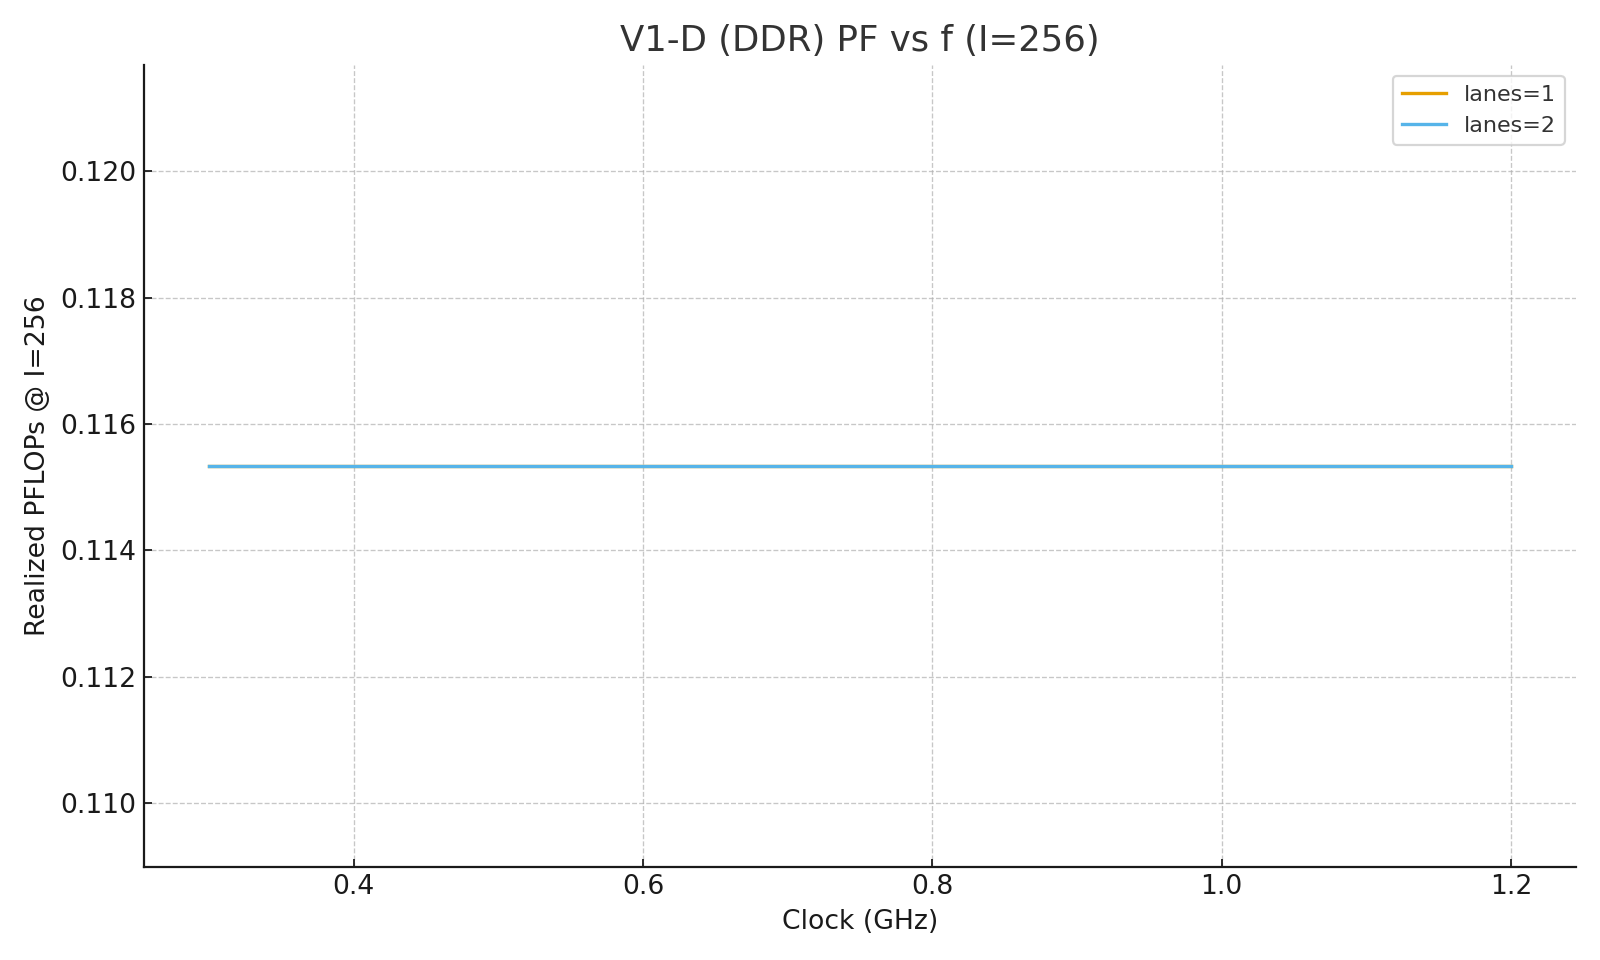 V1-D (DDR) PF vs f (I=256)
lanes=1
lanes=2
Realized PFLOPs @ I=256
0.120
0.118
0.116
0.114
0.112
0.110
0.4 0.6 0.8 1.0 1.2
Clock (GHz)